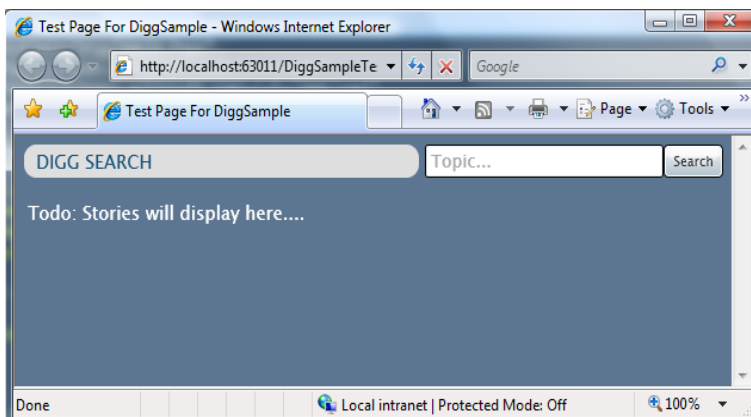 Test Page For DiggSample - Windows Internet Explorer
http://localhost:63011/DiggSampleTe
Google
Test Page For DiggSample
Page
Tools
»
DIGG SEARCH
Topic...
Search
Todo: Stories will display here....
Done
Local intranet | Protected Mode: Off
100%